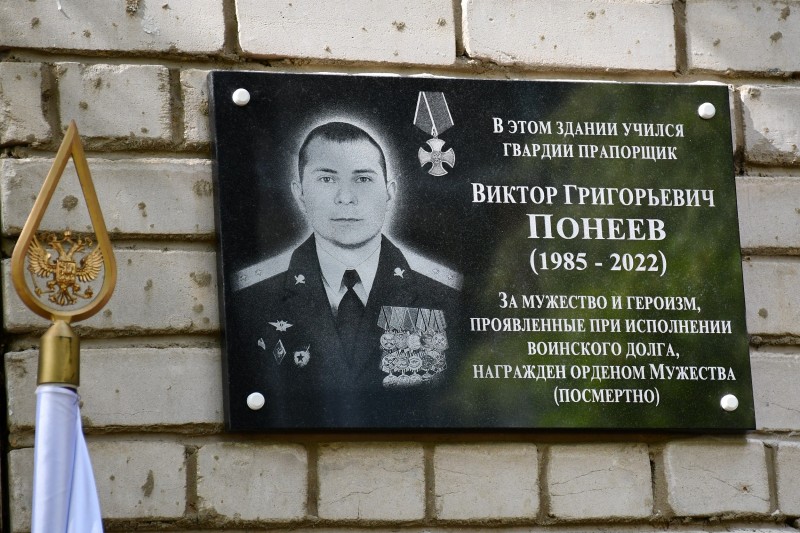 В этом здании учился
гвардии прапорщик
Виктор Григорьевич
Понеев
(1985 - 2022)
За мужество и героизм,
проявленные при исполнении
воинского долга,
награжден орденом Мужества
(посмертно)